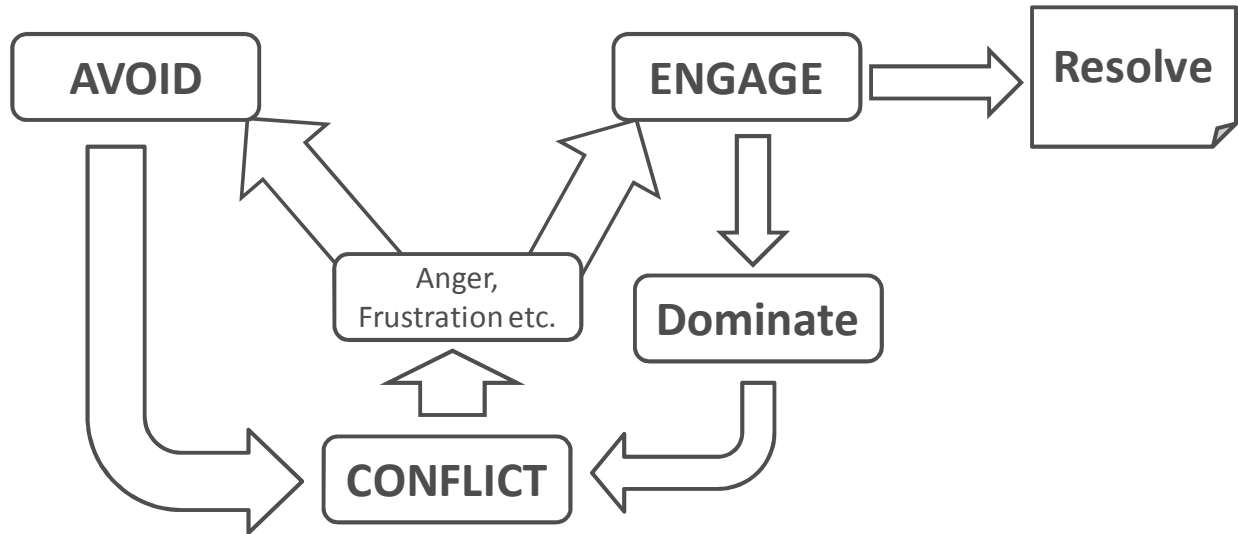 AVOID
ENGAGE
Resolve
Anger,
Frustration etc.
Dominate
CONFLICT